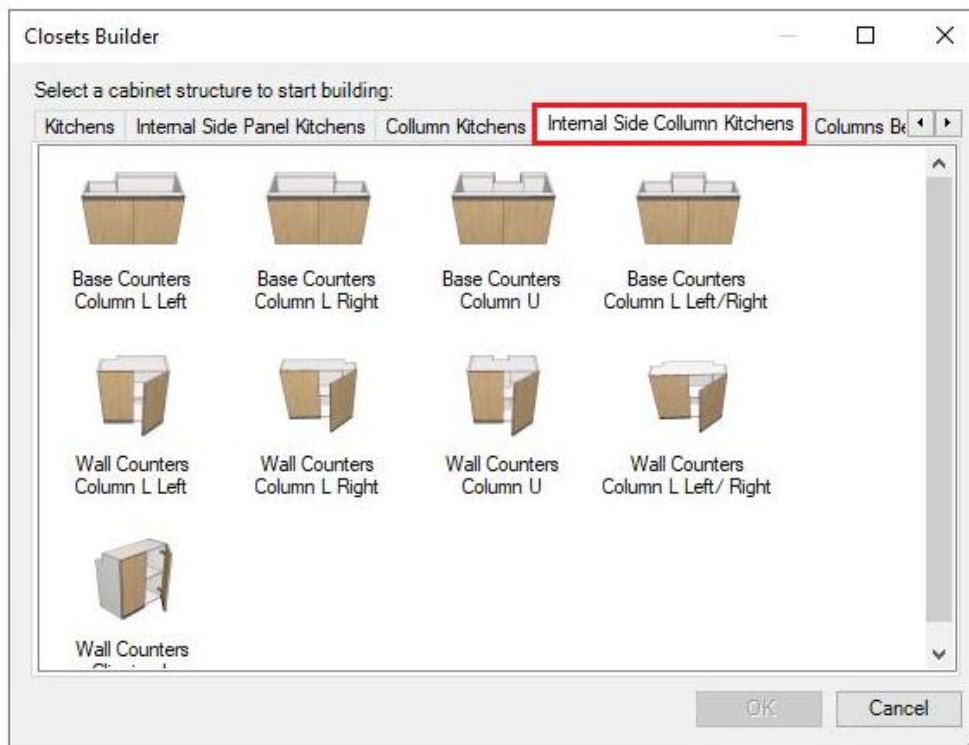 Closets Builder
Select a cabinet structure to start building:
Kitchens Internal Side Panel Kitchens Collumn Kitchens Internal Side Collumn Kitchens Columns
Base Counters
Column L Left
Base Counters
Column L Right
Base Counters
Column U
Base Counters
Column L Left/Right
Wall Counters
Column L Left
Wall Counters
Column L Right
Wall Counters
Column U
Wall Counters
Column L Left/ Right
Wall Counters
OK Cancel